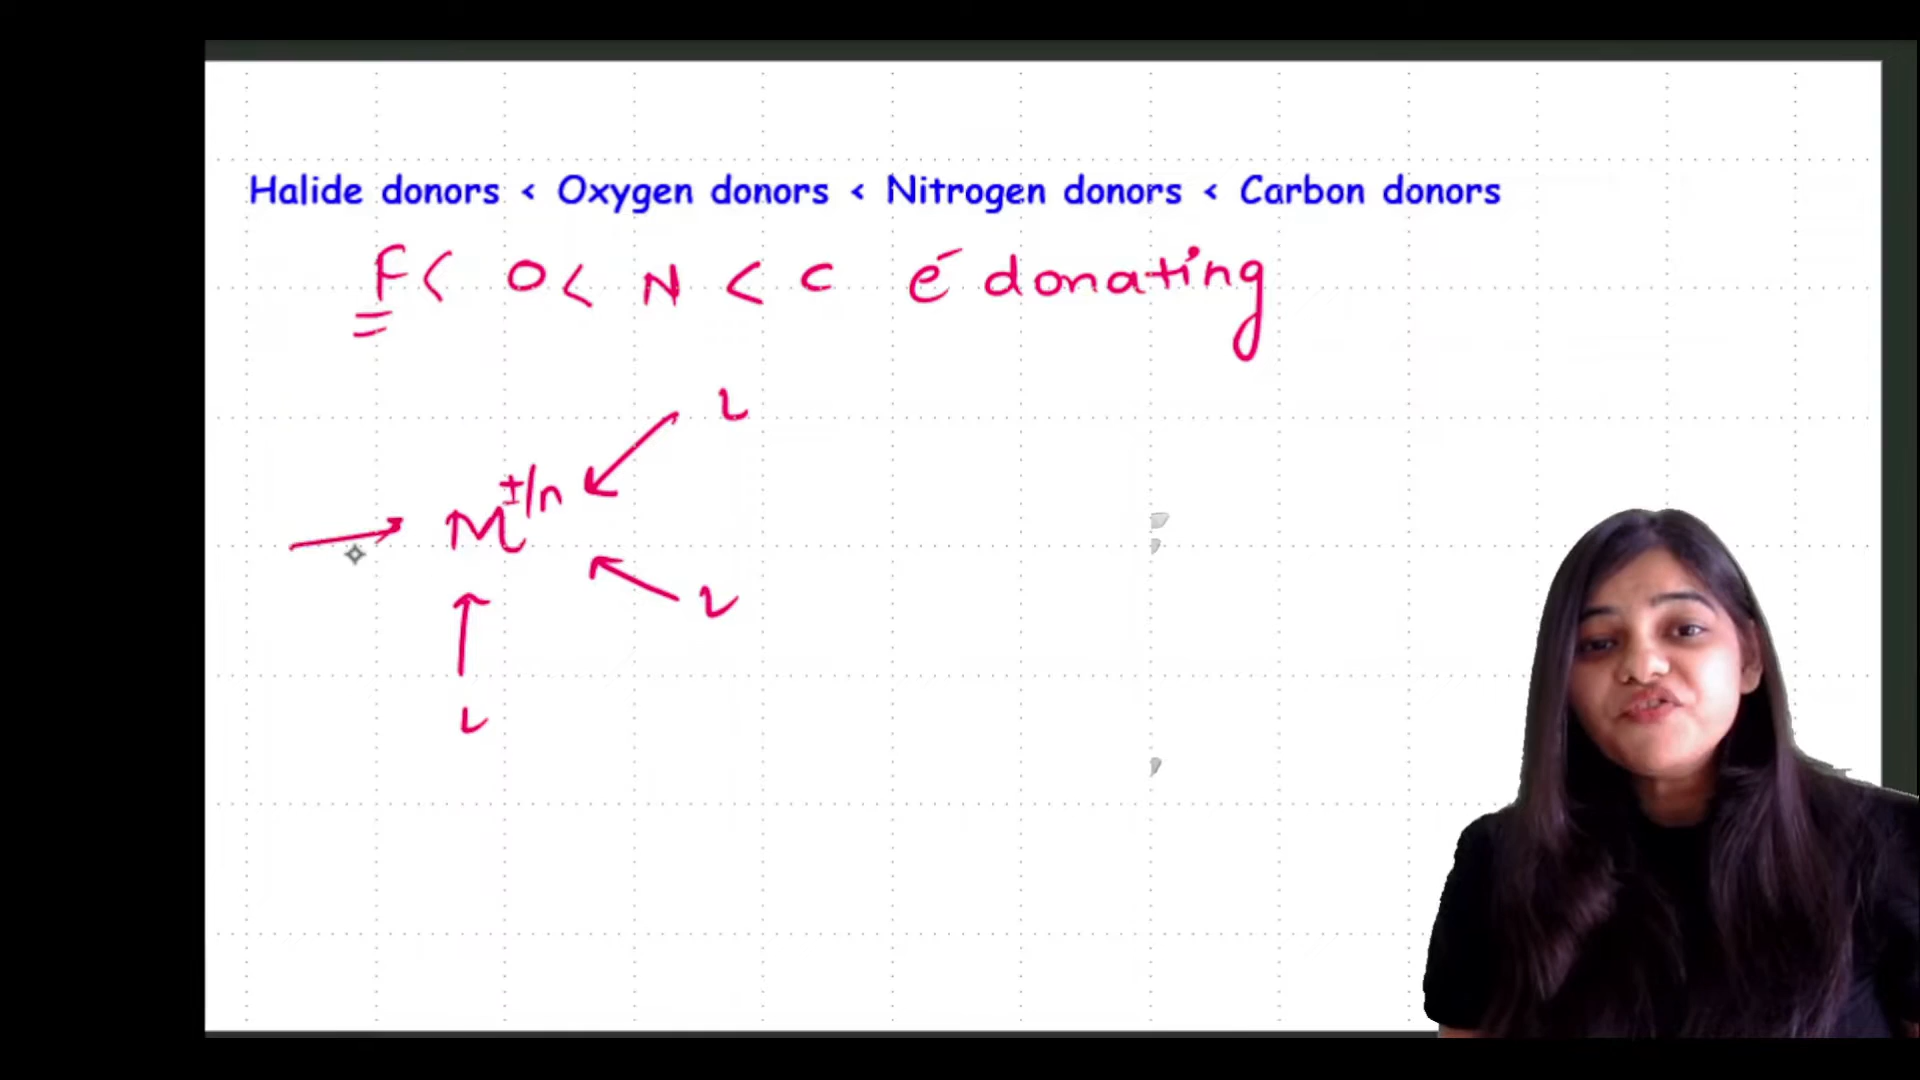 Halide donors < Oxygen donors < Nitrogen donors < Carbon donors
F < O < N < C e⁻ donating
L
M±/n
L
L